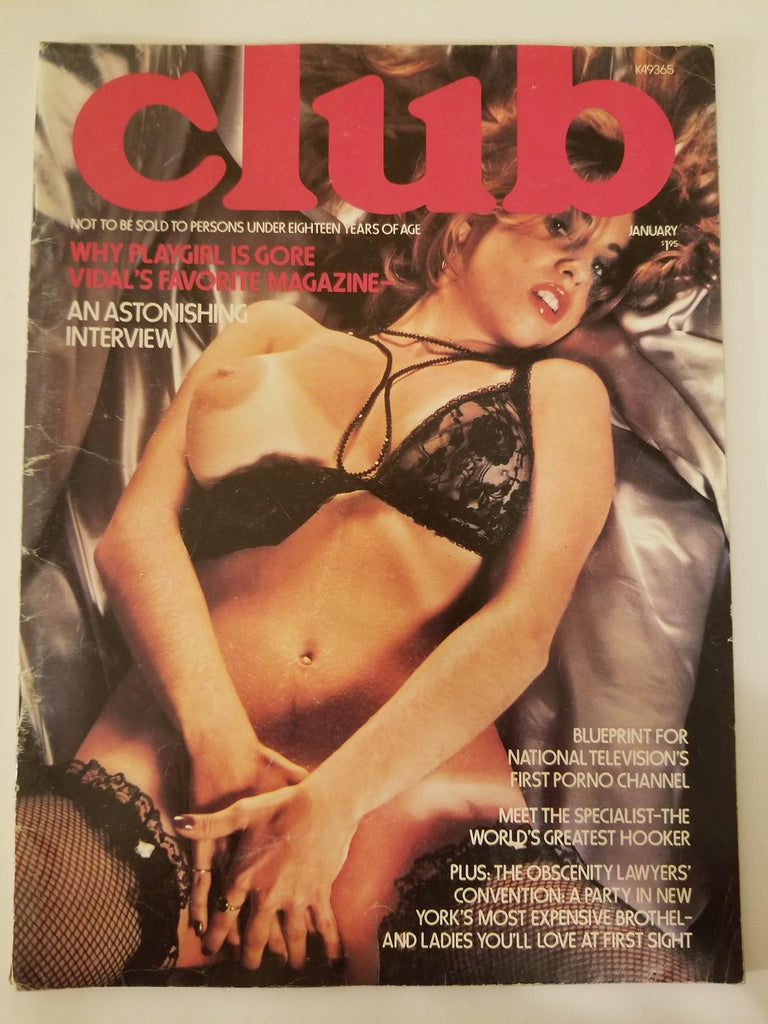 club
K49365
NOT TO BE SOLD TO PERSONS UNDER EIGHTEEN YEARS OF AGE
JANUARY
$1.95
WHY PLAYGIRL IS GORE
VIDAL'S FAVORITE MAGAZINE–
AN ASTONISHING
INTERVIEW
BLUEPRINT FOR
NATIONAL TELEVISION'S
FIRST PORNO CHANNEL
MEET THE SPECIALIST–THE
WORLD'S GREATEST HOOKER
PLUS: THE OBSCENITY LAWYERS'
CONVENTION: A PARTY IN NEW
YORK'S MOST EXPENSIVE BROTHEL–
AND LADIES YOU'LL LOVE AT FIRST SIGHT